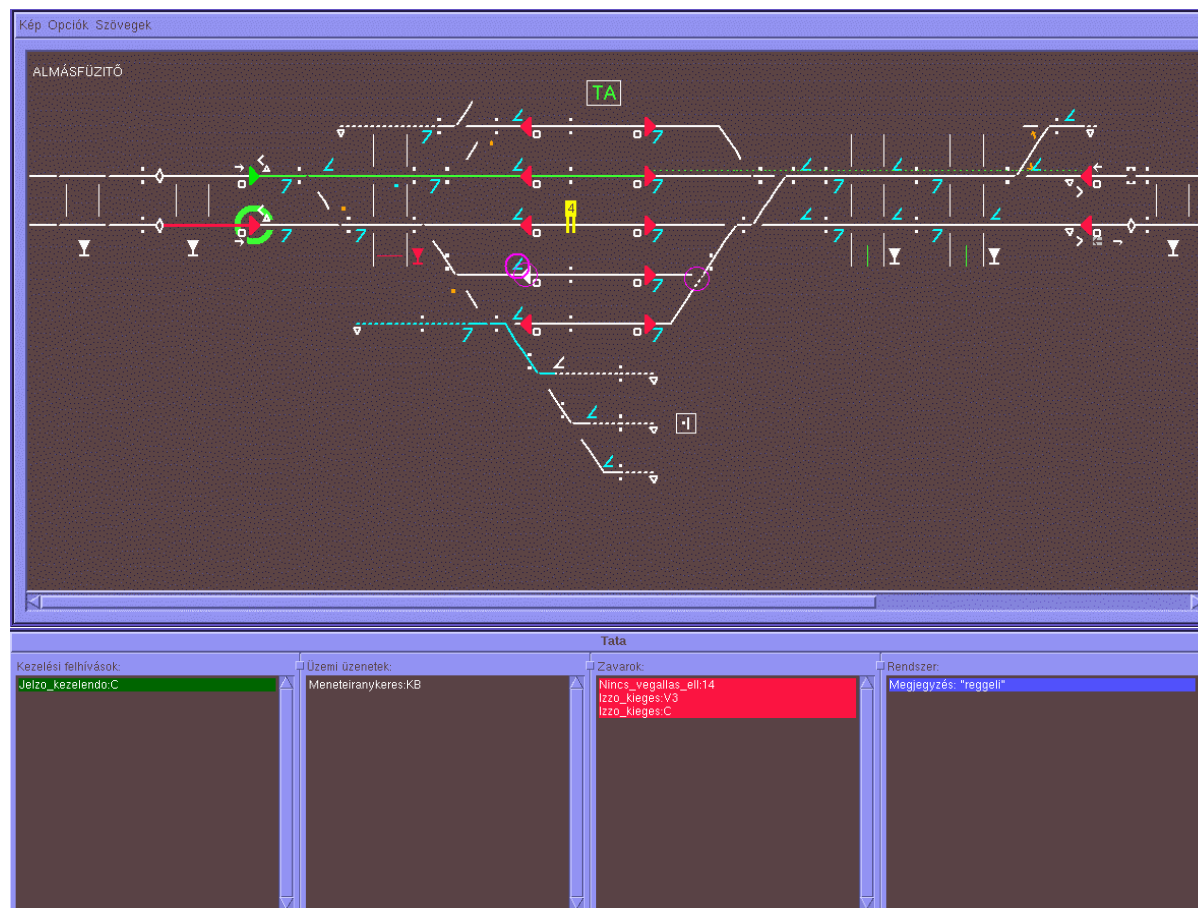 Kép Opciók Szövegek
ALMÁSFÜZITŐ
TA
4
Tata
Kezelési felhívások:
Jelzo_kezelendo:C
Üzemi üzenetek:
Meneteiranykeres:KB
Zavarok:
Nincs_vegallas_ell:14
Izzo_kieges:V3
Izzo_kieges:C
Rendszer:
Megjegyzés: "reggeli"